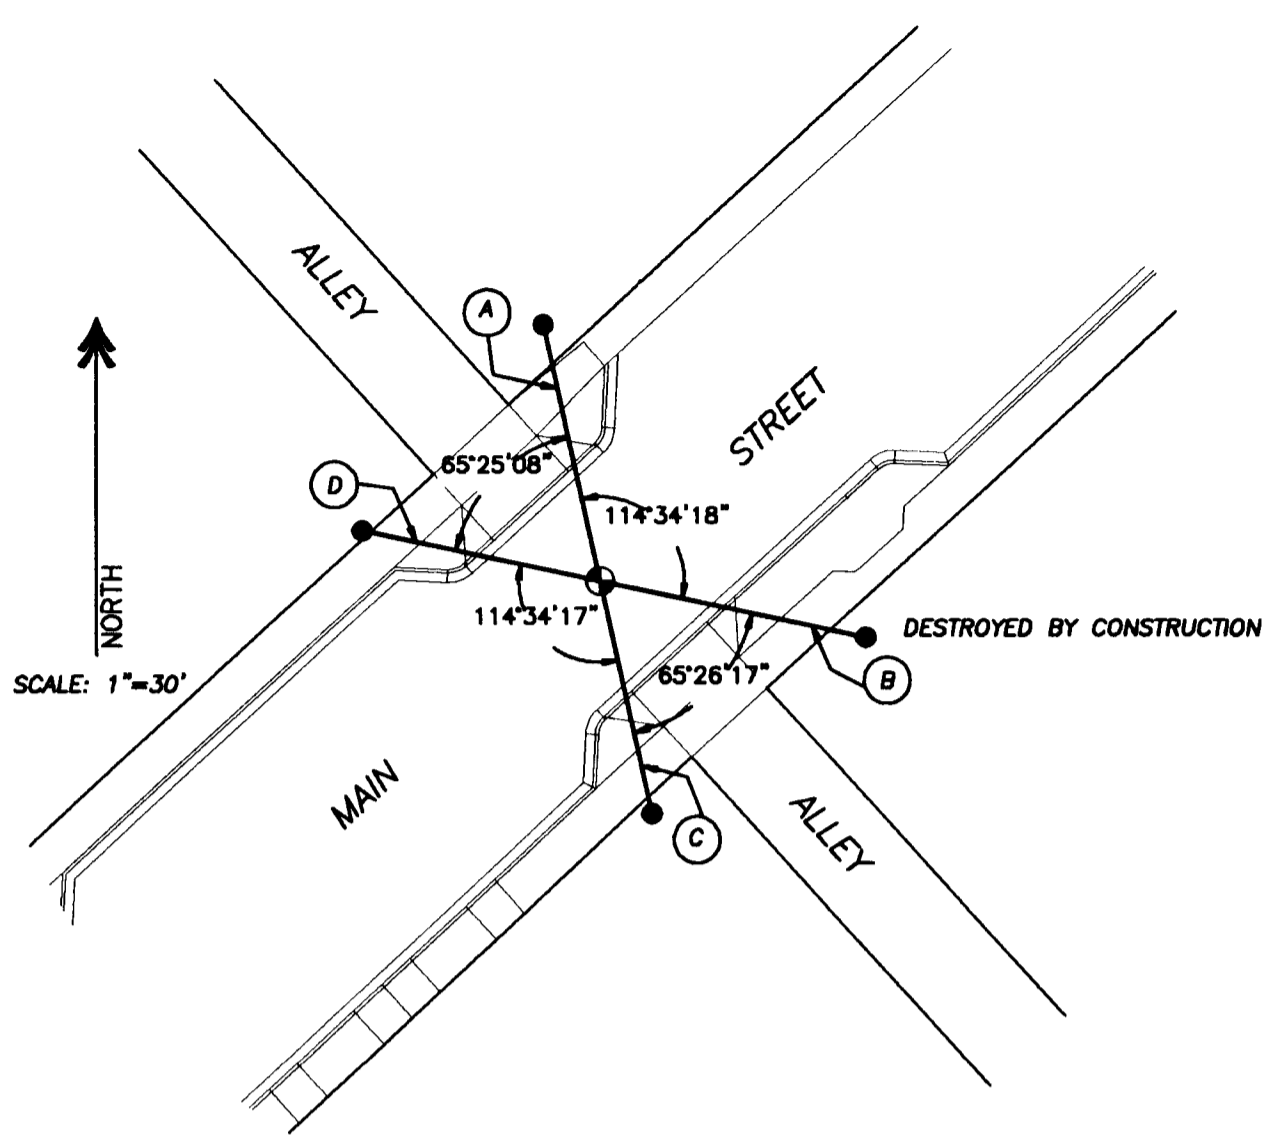 ALLEY
A
65°25'08"
STREET
D
114°34'18"
NORTH
114°34'17"
DESTROYED BY CONSTRUCTION
65°26'17"
B
SCALE: 1"=30'
MAIN
C
ALLEY